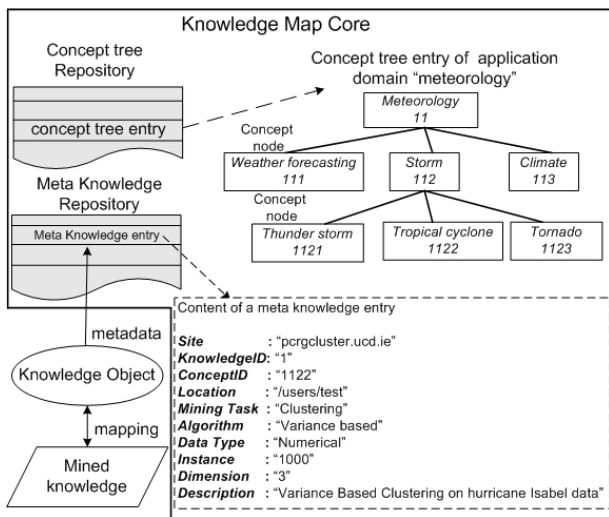 Knowledge Map Core
Concept tree
Repository
concept tree entry
Concept tree entry of application
domain “meteorology”
Meteorology
11
Concept
node
Weather forecasting
111
Storm
112
Climate
113
Concept
node
Thunder storm
1121
Tropical cyclone
1122
Tornado
1123
Meta Knowledge
Repository
Meta Knowledge entry
metadata
Knowledge Object
mapping
Mined
knowledge
Content of a meta knowledge entry
Site : “pcrgcluster.ucd.ie”
KnowledgeID : “1”
ConceptID : “1122”
Location : “/users/test”
Mining Task : “Clustering”
Algorithm : “Variance based”
Data Type : “Numerical”
Instance : “1000”
Dimension : “3”
Description : “Variance Based Clustering on hurricane Isabel data”